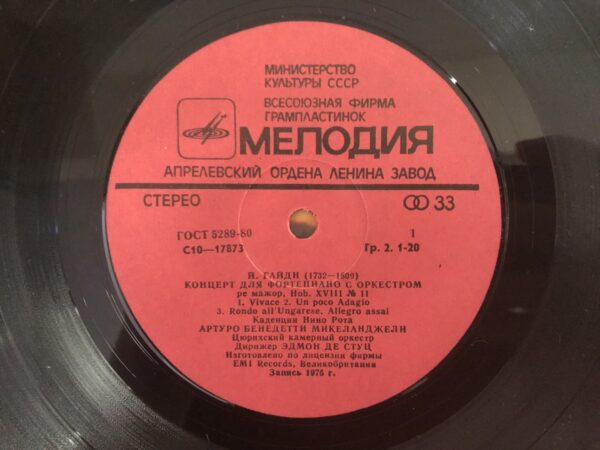 МИНИСТЕРСТВО
КУЛЬТУРЫ СССР
ВСЕСОЮЗНАЯ ФИРМА
ГРАМПЛАСТИНОК
МЕЛОДИЯ
АПРЕЛЕВСКИЙ ОРДЕНА ЛЕНИНА ЗАВОД
СТЕРЕО 33
ГОСТ 5289-80 1
С10—17873 Гр. 2. 1-20
Й. ГАЙДН (1732—1809)
КОНЦЕРТ ДЛЯ ФОРТЕПИАНО С ОРКЕСТРОМ
ре мажор, Hob. XVIII № 11
1. Vivace 2. Un poco Adagio
3. Rondo all'Ungarese, Allegro assai
Каденции Нино Рота
АРТУРО БЕНЕДЕТТИ МИКЕЛАНДЖЕЛИ
Цюрихский камерный оркестр
Дирижер ЭДМОН ДЕ СТУЦ
Изготовлено по лицензии фирмы
EMI Records, Великобритания
Запись 1975 г.